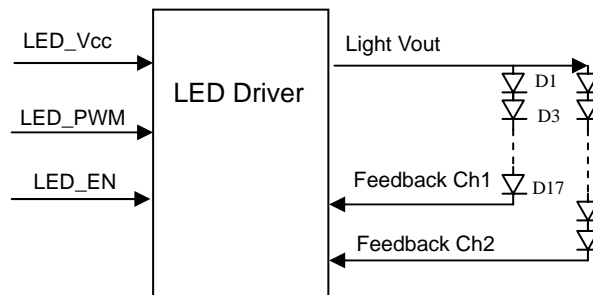 LED_Vcc
Light Vout
D1
LED Driver
D3
LED_PWM
Feedback Ch1
D17
LED_EN
Feedback Ch2